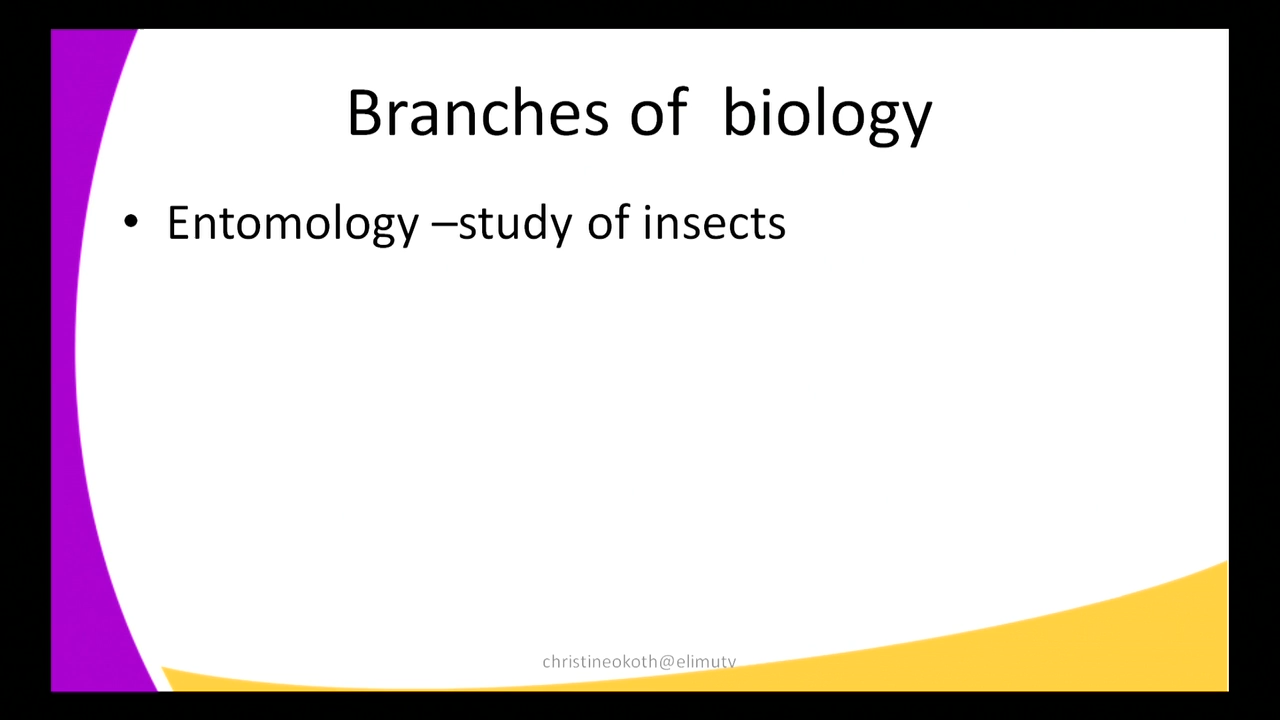 Branches of  biology
• Entomology –study of insects
christineokoth@elimutv